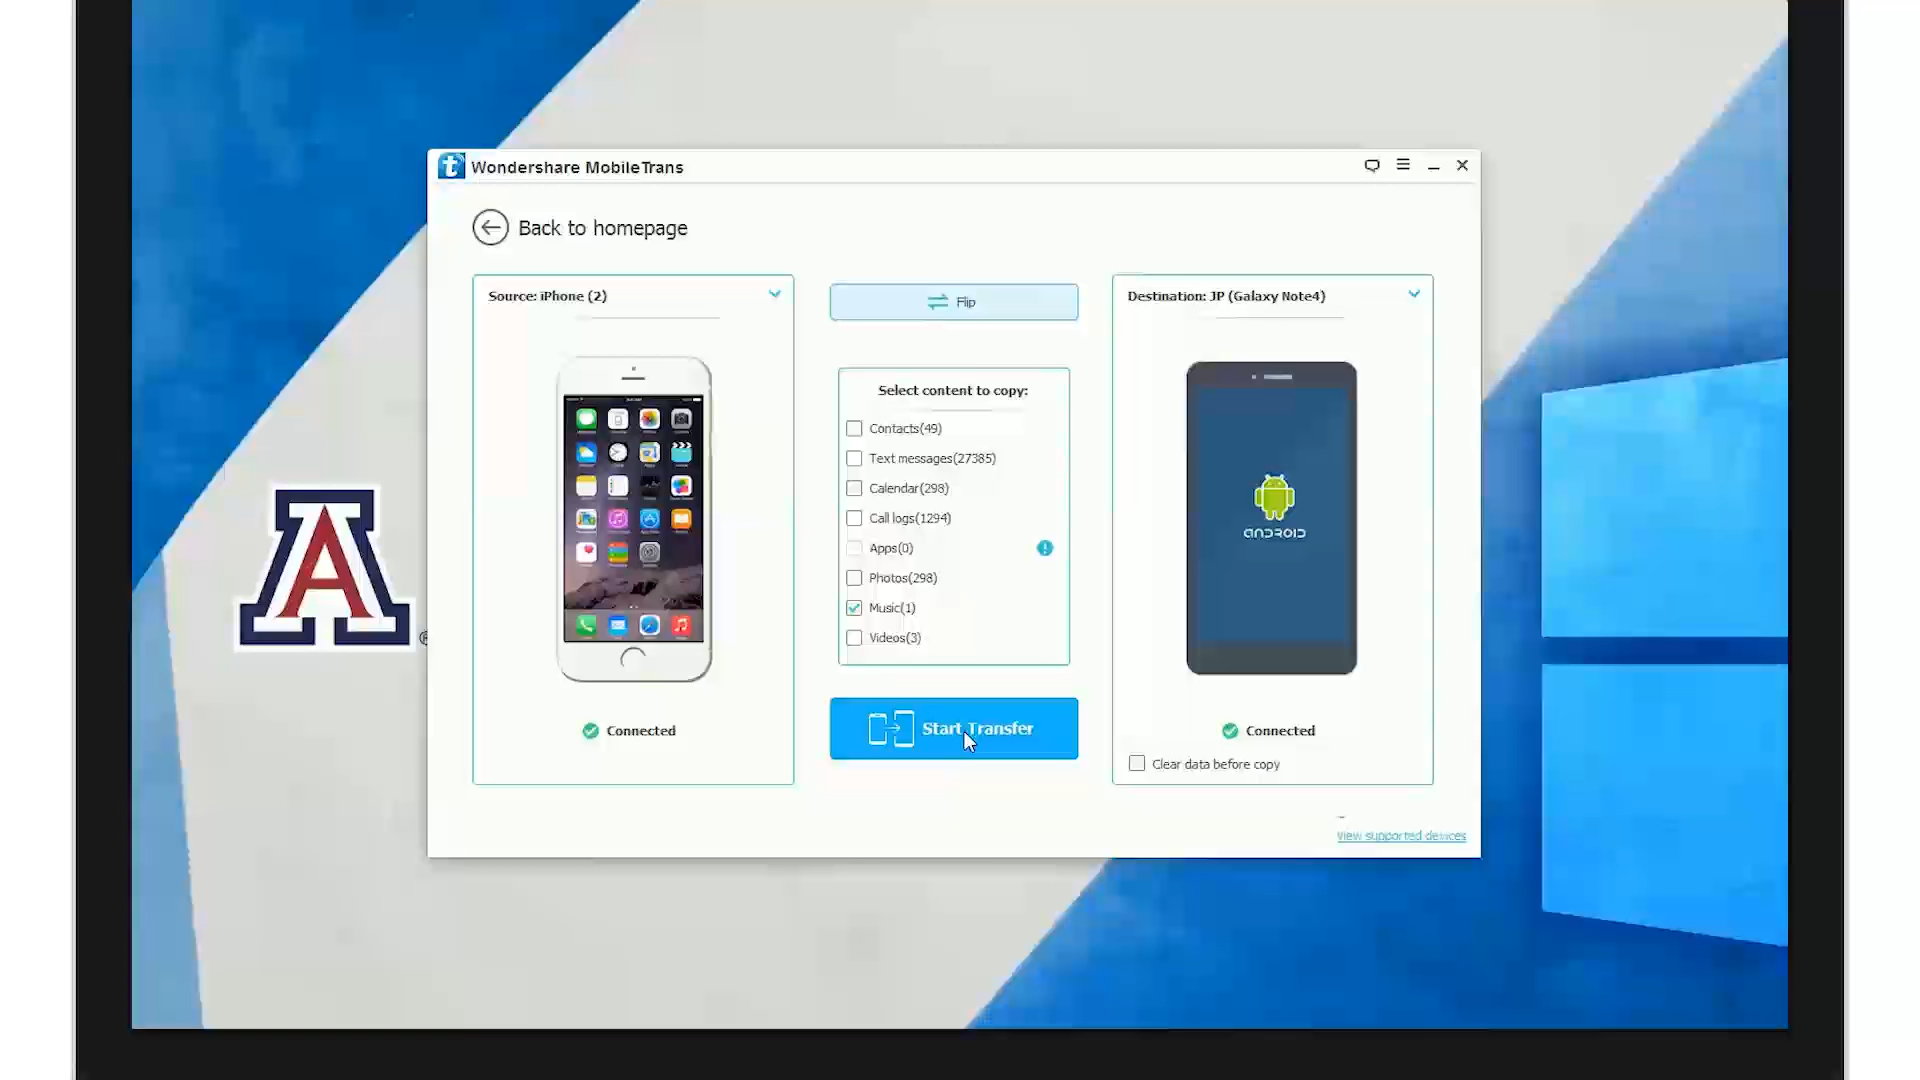 Wondershare MobileTrans
Back to homepage
Source: iPhone (2)
Flip
Destination: JP (Galaxy Note4)
Select content to copy:
Contacts(49)
Text messages(27385)
Calendar(298)
Call logs(1294)
Apps(0)
Photos(298)
Music(1)
Videos(3)
ANDROID
A
®
Start Transfer
Connected
Connected
Clear data before copy
View supported devices